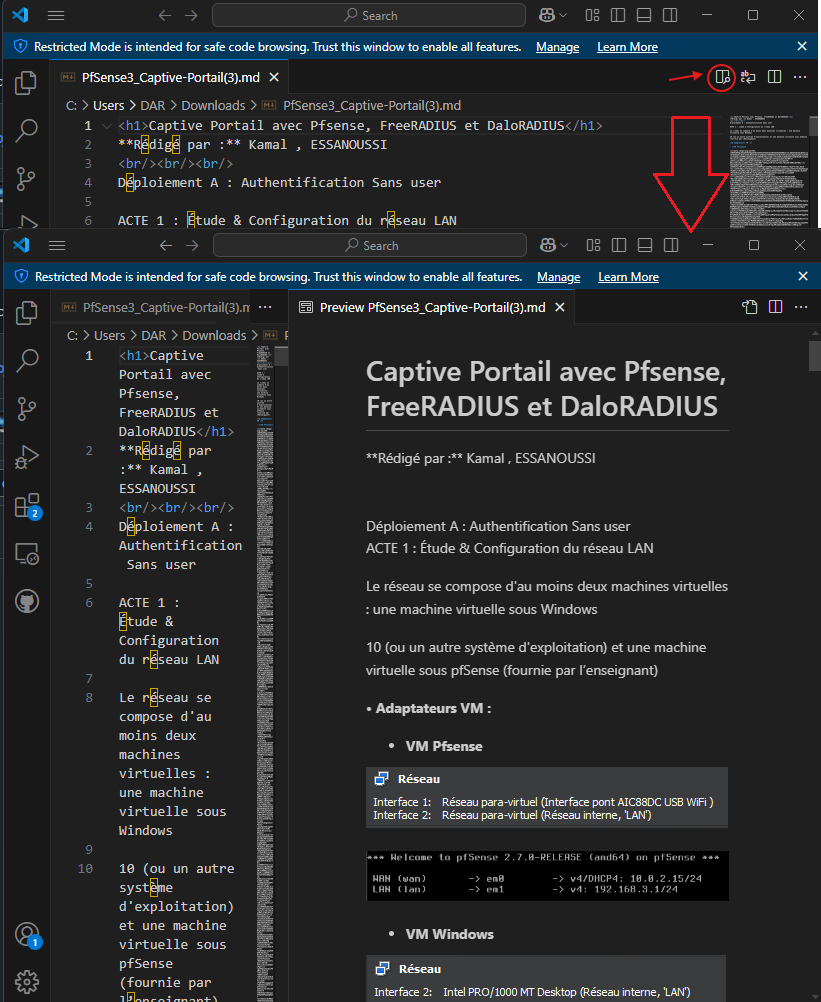 Search
Restricted Mode is intended for safe code browsing. Trust this window to enable all features. Manage Learn More
PfSense3_Captive-Portail(3).md
C: > Users > DAR > Downloads > PfSense3_Captive-Portail(3).md
1 <h1>Captive Portail avec Pfsense, FreeRADIUS et DaloRADIUS</h1>
2 **Rédigé par :** Kamal , ESSANOUSSI
3 <br/><br/><br/>
4 Déploiement A : Authentification Sans user
5
6 ACTE 1 : Étude & Configuration du réseau LAN
Search
Restricted Mode is intended for safe code browsing. Trust this window to enable all features. Manage Learn More
PfSense3_Captive-Portail(3).m
Preview PfSense3_Captive-Portail(3).md
C: > Users > DAR > Downloads >
1 <h1>Captive
Portail avec
Pfsense,
FreeRADIUS et
DaloRADIUS</h1>
2 **Rédigé par
:** Kamal ,
ESSANOUSSI
3 <br/><br/><br/>
4 Déploiement A :
Authentification
Sans user
5
6 ACTE 1 :
Étude &
Configuration
du réseau LAN
7
8 Le réseau se
compose d'au
moins deux
machines
virtuelles :
une machine
virtuelle sous
Windows
9
10 10 (ou un autre
système
d'exploitation)
et une machine
virtuelle sous
pfSense
(fournie par
l'enseignant)
2
1
Captive Portail avec Pfsense,
FreeRADIUS et DaloRADIUS
**Rédigé par :** Kamal , ESSANOUSSI
Déploiement A : Authentification Sans user
ACTE 1 : Étude & Configuration du réseau LAN
Le réseau se compose d'au moins deux machines virtuelles
: une machine virtuelle sous Windows
10 (ou un autre système d'exploitation) et une machine
virtuelle sous pfSense (fournie par l'enseignant)
• Adaptateurs VM :
• VM Pfsense
Réseau
Interface 1: Réseau para-virtuel (Interface pont AIC88DC USB WiFi )
Interface 2: Réseau para-virtuel (Réseau interne, 'LAN')
*** Welcome to pfSense 2.7.0-RELEASE (amd64) on pfSense ***
WAN (wan) -> em0 -> v4/DHCP4: 10.0.2.15/24
LAN (lan) -> em1 -> v4: 192.168.3.1/24
• VM Windows
Réseau
Interface 2: Intel PRO/1000 MT Desktop (Réseau interne, 'LAN')